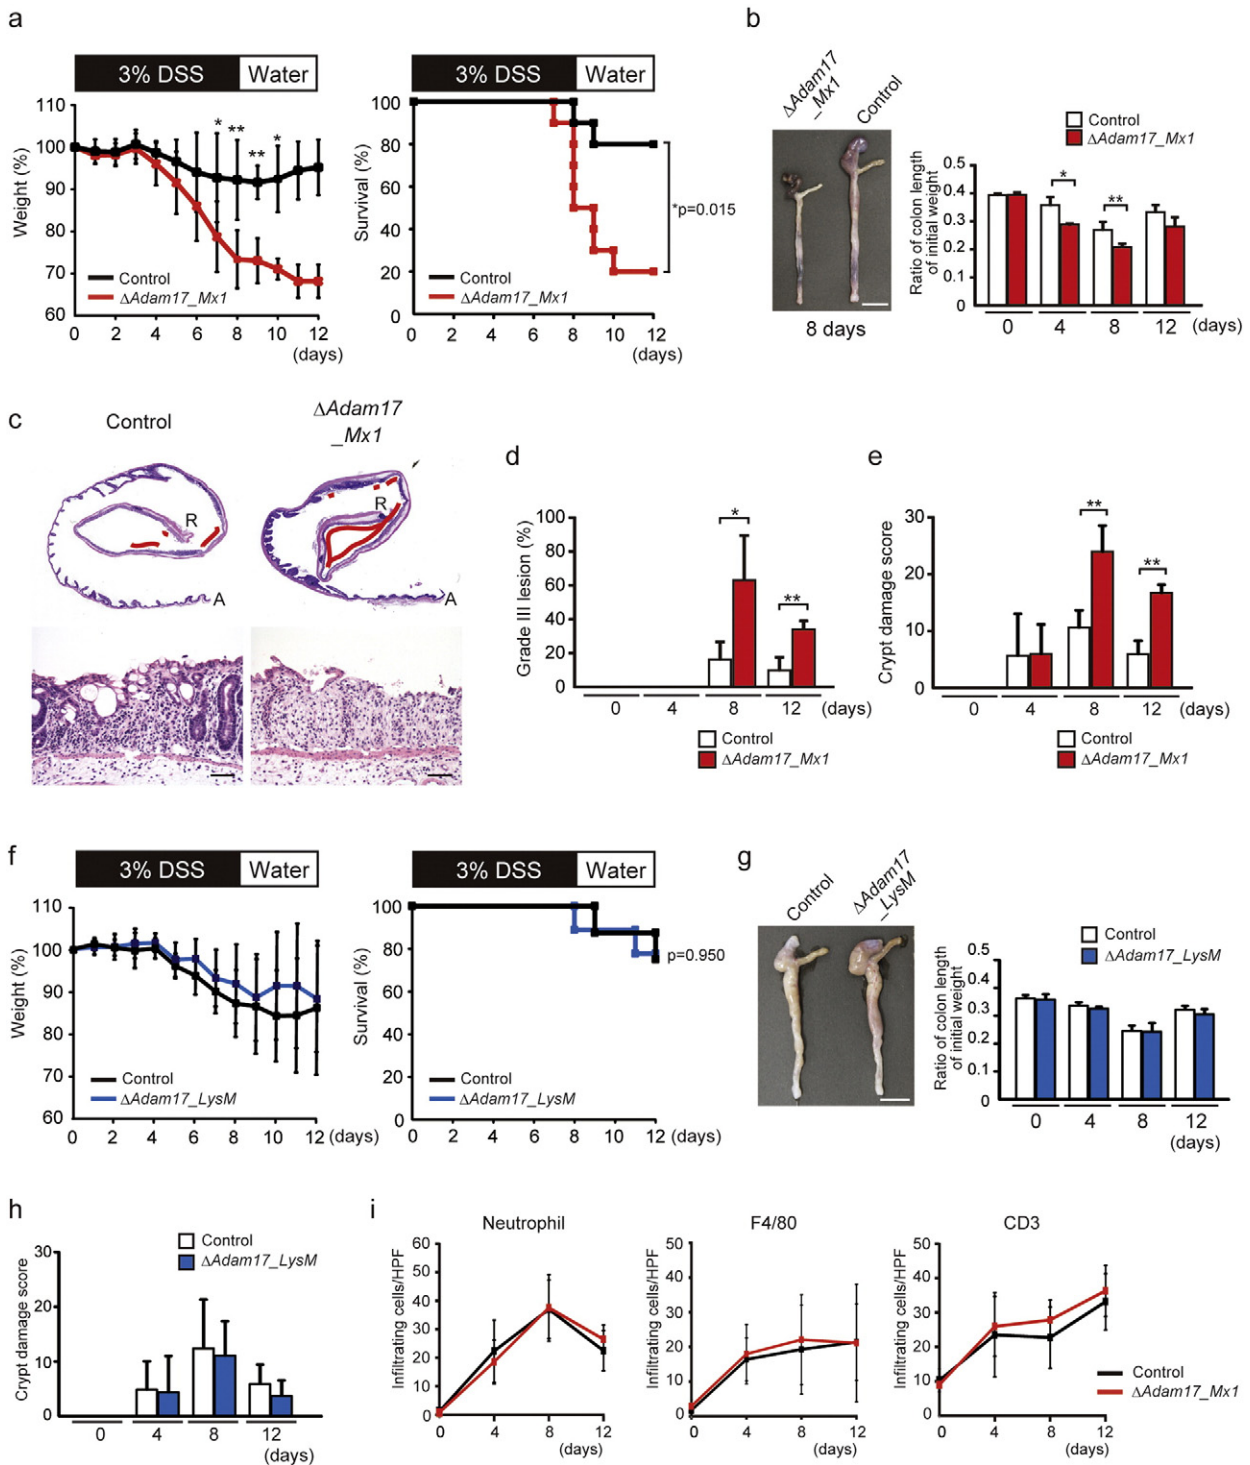 a
3% DSS
Water
Weight (%)
110
100
90
80
70
60
* ** ** *
Control
ΔAdam17_Mx1
0 2 4 6 8 10 12
(days)
3% DSS
Water
Survival (%)
100
80
60
40
20
0
*p=0.015
Control
ΔAdam17_Mx1
0 2 4 6 8 10 12
(days)
b
ΔAdam17
_Mx1
Control
8 days
Control
ΔAdam17_Mx1
Ratio of colon length
of initial weight
0.5
0.4
0.3
0.2
0.1
0
*
**
0 4 8 12 (days)
c
Control
ΔAdam17
_Mx1
R
A
R
A
d
Grade III lesion (%)
100
80
60
40
20
0
*
**
0 4 8 12 (days)
Control
ΔAdam17_Mx1
e
Crypt damage score
30
20
10
0
**
**
0 4 8 12 (days)
Control
ΔAdam17_Mx1
f
3% DSS
Water
Weight (%)
110
100
90
80
70
60
Control
ΔAdam17_LysM
0 2 4 6 8 10 12 (days)
3% DSS
Water
Survival (%)
100
80
60
40
20
0
p=0.950
Control
ΔAdam17_LysM
0 2 4 6 8 10 12 (days)
g
Control
ΔAdam17
_LysM
Control
ΔAdam17_LysM
Ratio of colon length
of initial weight
0.5
0.3
0.2
0.1
0
0 4 8 12
(days)
h
Control
ΔAdam17_LysM
Crypt damage score
30
20
10
0
0 4 8 12
(days)
i
Neutrophil
Infiltrating cells/HPF
60
50
40
30
20
10
0
0 4 8 12
(days)
F4/80
Infiltrating cells/HPF
50
40
30
20
10
0
0 4 8 12
(days)
CD3
Infiltrating cells/HPF
50
40
30
20
10
0
0 4 8 12
(days)
Control
ΔAdam17_Mx1